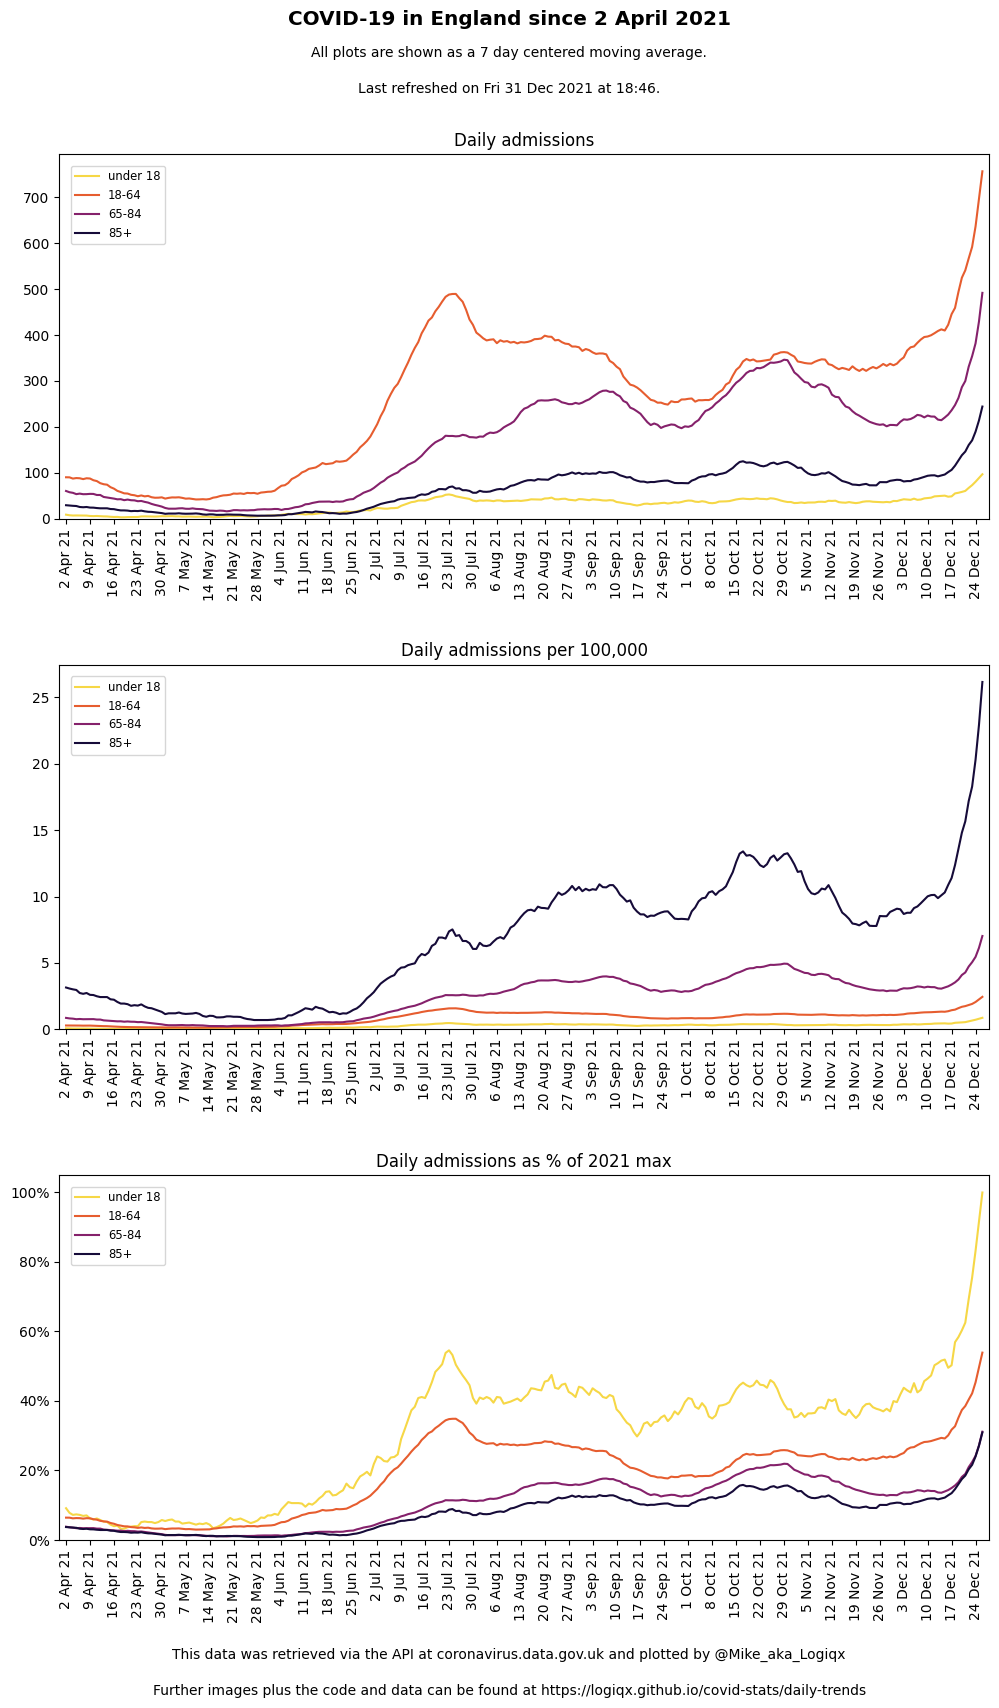 COVID-19 in England since 2 April 2021
All plots are shown as a 7 day centered moving average.
Last refreshed on Fri 31 Dec 2021 at 18:46.
Daily admissions
under 18
18-64
65-84
85+
700
600
500
400
300
200
100
0
2 Apr 21
9 Apr 21
16 Apr 21
23 Apr 21
30 Apr 21
7 May 21
14 May 21
21 May 21
28 May 21
4 Jun 21
11 Jun 21
18 Jun 21
25 Jun 21
2 Jul 21
9 Jul 21
16 Jul 21
23 Jul 21
30 Jul 21
6 Aug 21
13 Aug 21
20 Aug 21
27 Aug 21
3 Sep 21
10 Sep 21
17 Sep 21
24 Sep 21
1 Oct 21
8 Oct 21
15 Oct 21
22 Oct 21
29 Oct 21
5 Nov 21
12 Nov 21
19 Nov 21
26 Nov 21
3 Dec 21
10 Dec 21
17 Dec 21
24 Dec 21
Daily admissions per 100,000
under 18
18-64
65-84
85+
25
20
15
10
5
0
2 Apr 21
9 Apr 21
16 Apr 21
23 Apr 21
30 Apr 21
7 May 21
14 May 21
21 May 21
28 May 21
4 Jun 21
11 Jun 21
18 Jun 21
25 Jun 21
2 Jul 21
9 Jul 21
16 Jul 21
23 Jul 21
30 Jul 21
6 Aug 21
13 Aug 21
20 Aug 21
27 Aug 21
3 Sep 21
10 Sep 21
17 Sep 21
24 Sep 21
1 Oct 21
8 Oct 21
15 Oct 21
22 Oct 21
29 Oct 21
5 Nov 21
12 Nov 21
19 Nov 21
26 Nov 21
3 Dec 21
10 Dec 21
17 Dec 21
24 Dec 21
Daily admissions as % of 2021 max
under 18
18-64
65-84
85+
100%
80%
60%
40%
20%
0%
2 Apr 21
9 Apr 21
16 Apr 21
23 Apr 21
30 Apr 21
7 May 21
14 May 21
21 May 21
28 May 21
4 Jun 21
11 Jun 21
18 Jun 21
25 Jun 21
2 Jul 21
9 Jul 21
16 Jul 21
23 Jul 21
30 Jul 21
6 Aug 21
13 Aug 21
20 Aug 21
27 Aug 21
3 Sep 21
10 Sep 21
17 Sep 21
24 Sep 21
1 Oct 21
8 Oct 21
15 Oct 21
22 Oct 21
29 Oct 21
5 Nov 21
12 Nov 21
19 Nov 21
26 Nov 21
3 Dec 21
10 Dec 21
17 Dec 21
24 Dec 21
This data was retrieved via the API at coronavirus.data.gov.uk and plotted by @Mike_aka_Logiqx
Further images plus the code and data can be found at https://logiqx.github.io/covid-stats/daily-trends